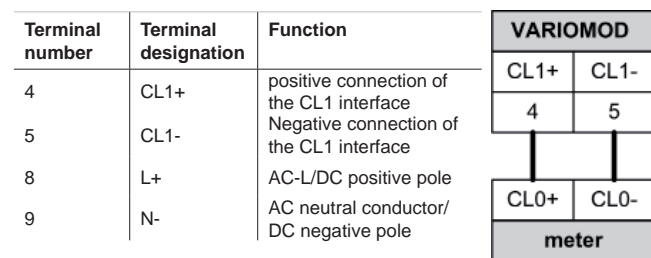 Terminal number Terminal designation Function
4 CL1+ positive connection of the CL1 interface
5 CL1- Negative connection of the CL1 interface
8 L+ AC-L/DC positive pole
9 N- AC neutral conductor/ DC negative pole
VARIOMOD
CL1+ CL1-
4 5
CL0+ CL0-
meter